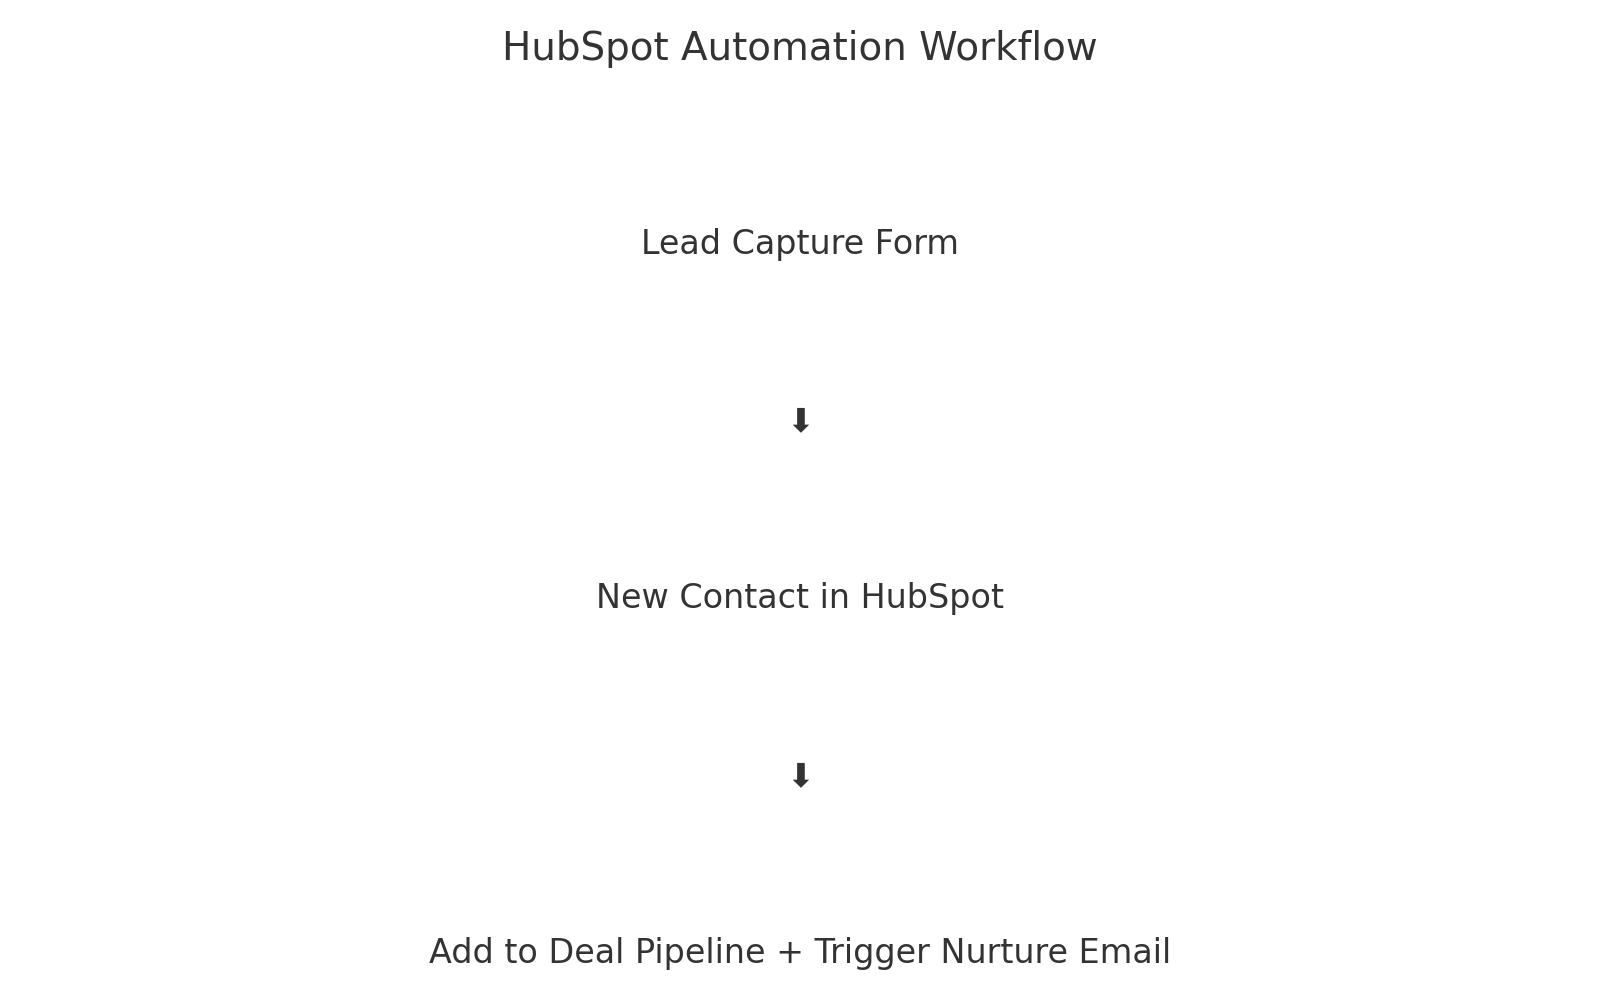 HubSpot Automation Workflow
Lead Capture Form
⬇
New Contact in HubSpot
⬇
Add to Deal Pipeline + Trigger Nurture Email